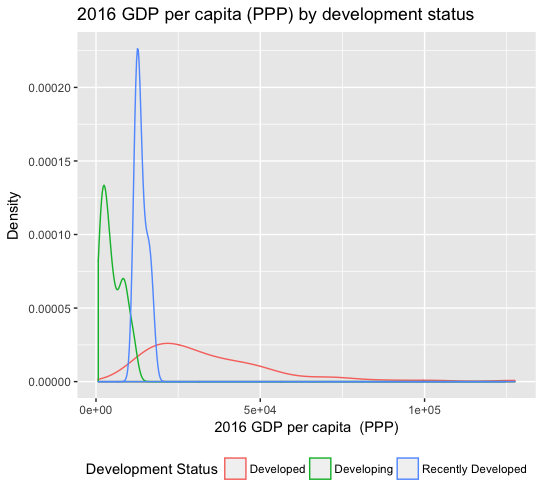 2016 GDP per capita (PPP) by development status
Density
0.00020
0.00015
0.00010
0.00005
0.00000
0e+00 5e+04 1e+05
2016 GDP per capita  (PPP)
Development Status Developed Developing Recently Developed